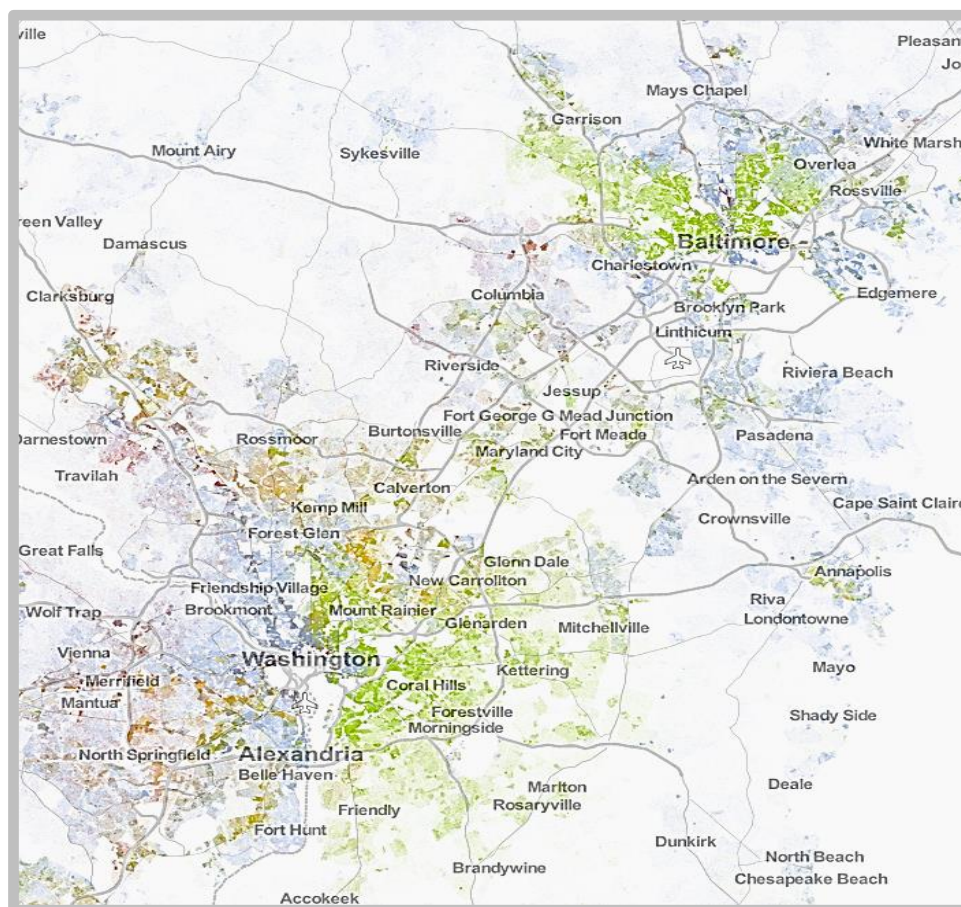 ville
Pleasan
Jo
Mays Chapel
Garrison
White Marsh
Mount Airy
Sykesville
Overlea
Rossville
reen Valley
Damascus
Baltimore
Charlestown
Clarksburg
Columbia
Edgemere
Brooklyn Park
Linthicum
Riverside
Riviera Beach
Jessup
Fort George G Mead Junction
Darnestown
Rossmoor
Burtonsville
Fort Meade
Pasadena
Maryland City
Travilah
Calverton
Arden on the Severn
Kemp Mill
Cape Saint Claire
Forest Glen
Crownsville
Great Falls
Glenn Dale
Annapolis
Friendship Village
New Carrollton
Wolf Trap
Brookmont
Mount Rainier
Riva
Glenarden
Mitchellville
Londontowne
Vienna
Washington
Mayo
Merrifield
Coral Hills
Kettering
Mantua
Forestville
Shady Side
Morningside
North Springfield
Alexandria
Belle Haven
Marlton
Deale
Friendly
Rosaryville
Fort Hunt
Dunkirk
North Beach
Brandywine
Chesapeake Beach
Accokeek